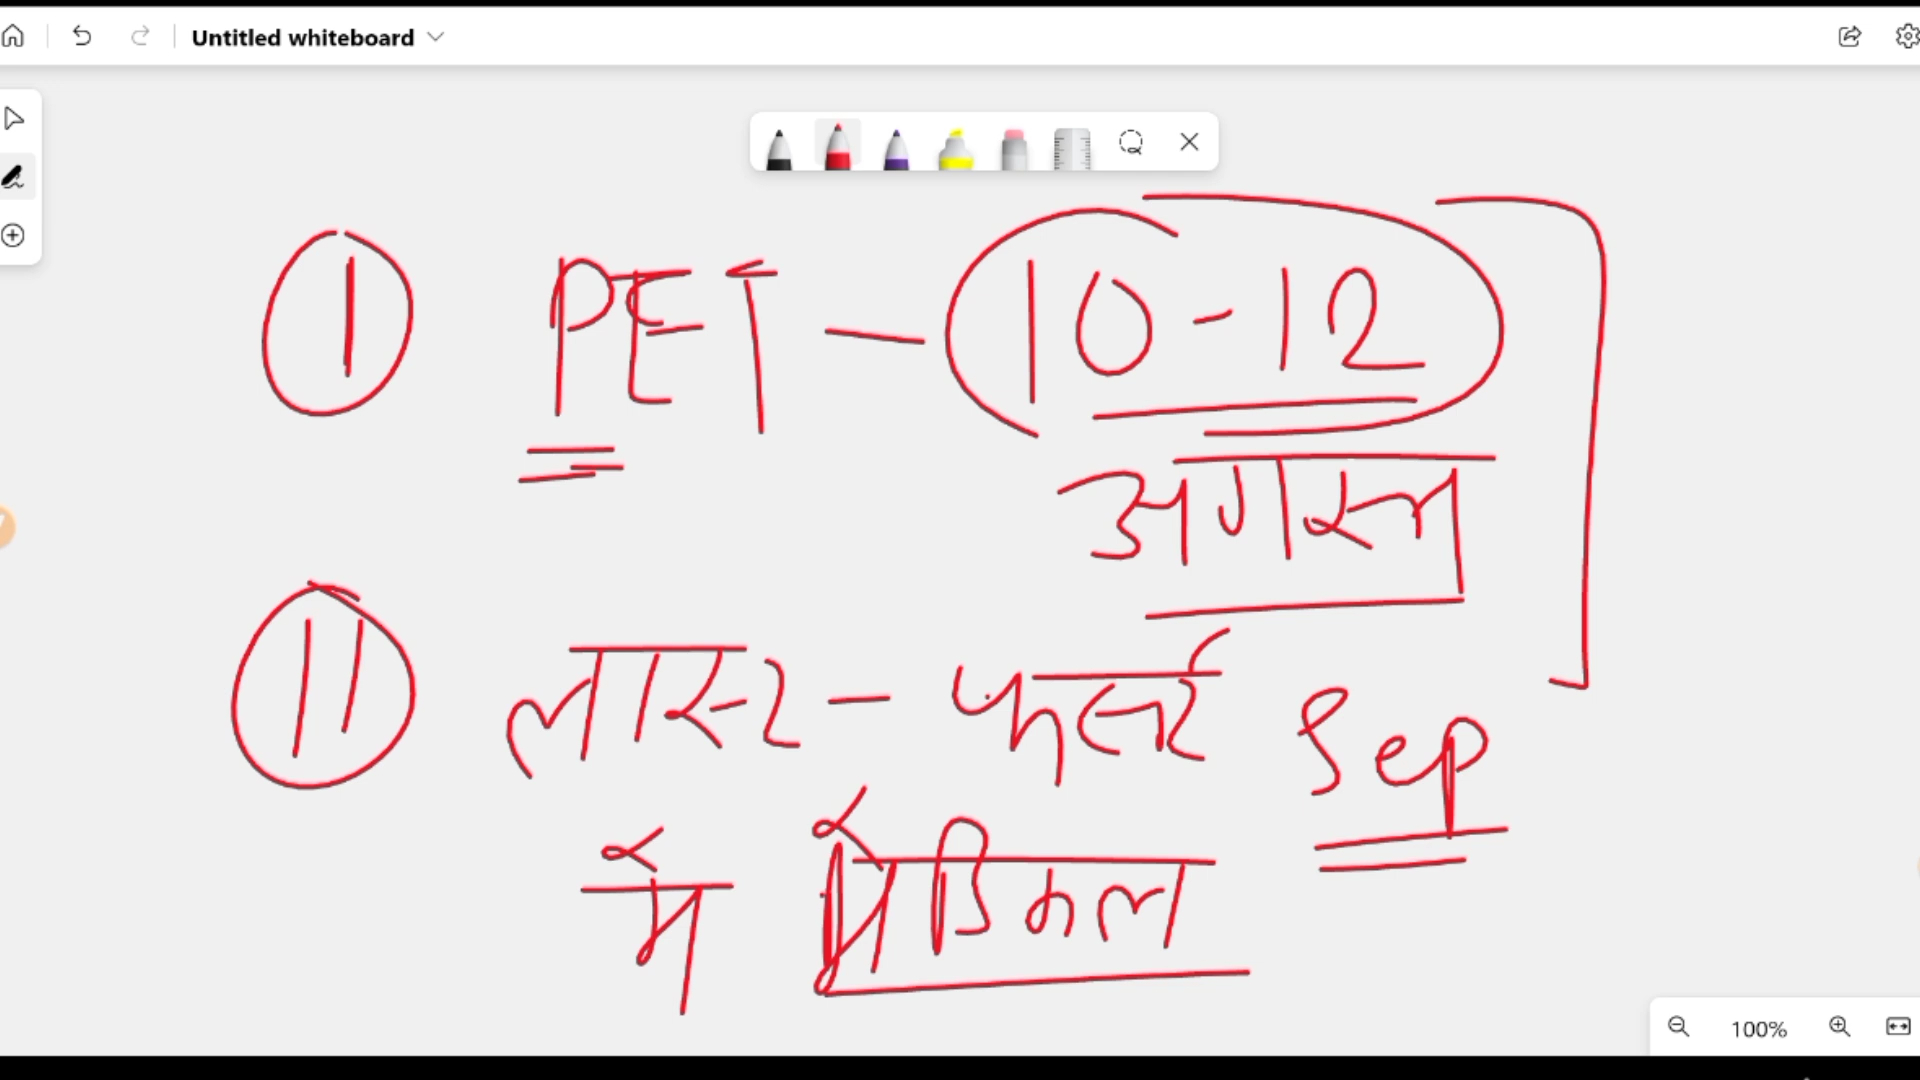 Untitled whiteboard
① PET - 10-12
अगस्त
② लास्ट - फर्स्ट Sep
में मेडिकल
100%